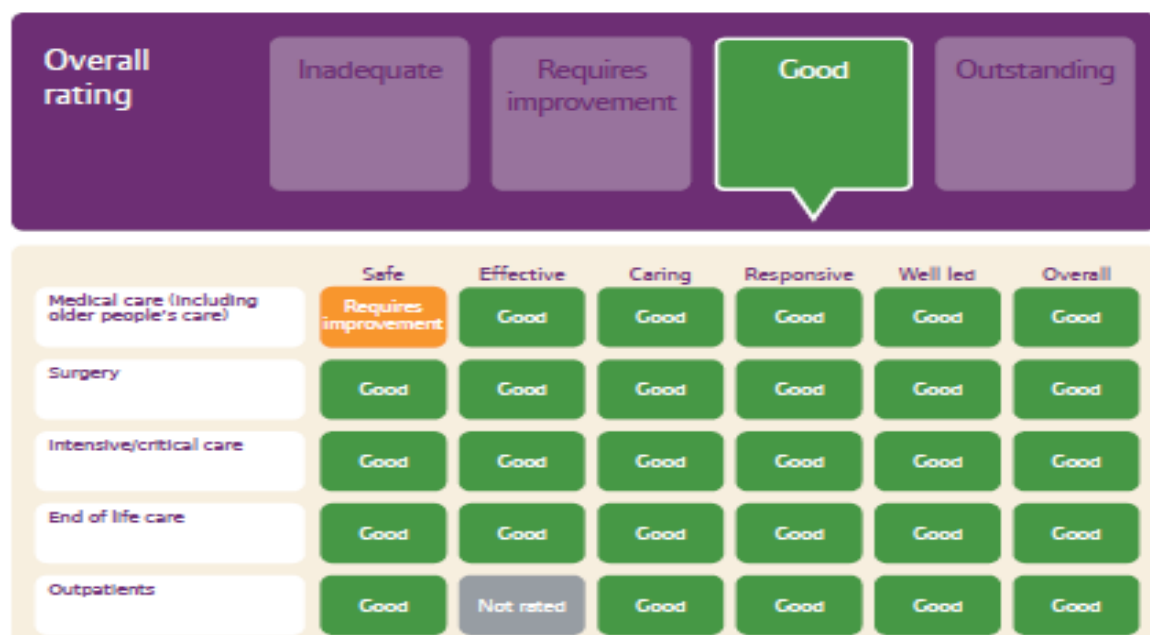 Overall
rating
Inadequate
Requires
improvement
Good
Outstanding
Safe Effective Caring Responsive Well led Overall
Medical care (including
older people's care)
Requires
improvement
Good Good Good Good Good
Surgery
Good Good Good Good Good Good
Intensive/critical care
Good Good Good Good Good Good
End of life care
Good Good Good Good Good Good
Outpatients
Good Not rated Good Good Good Good